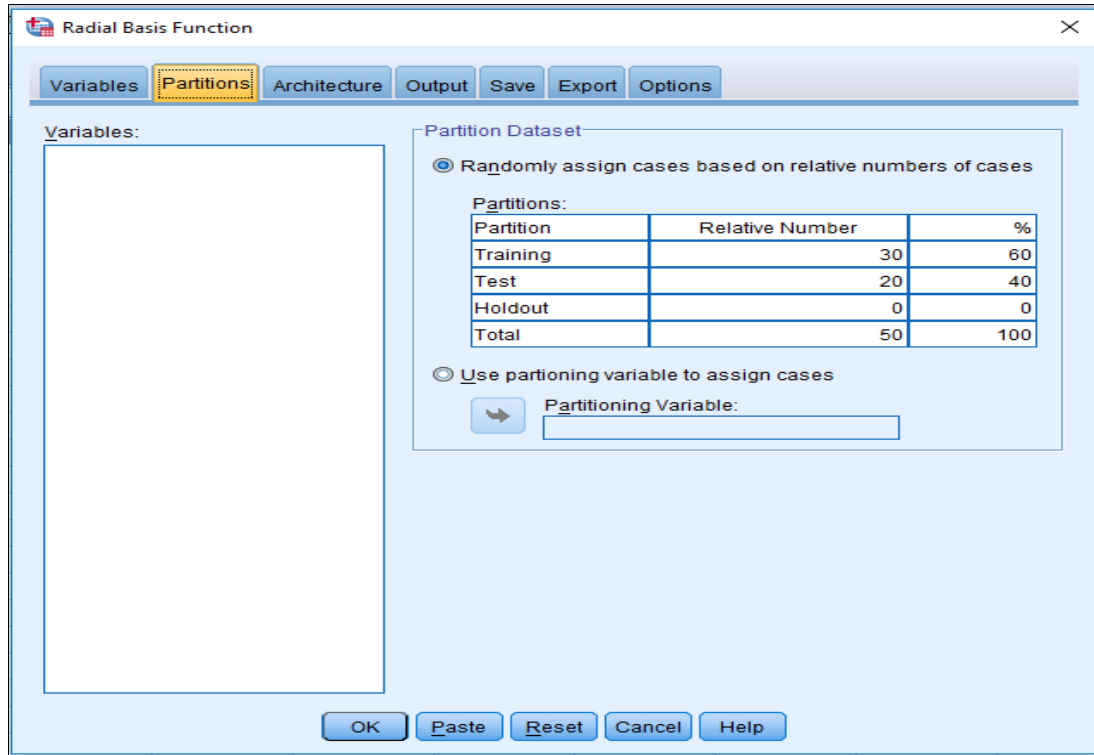 Radial Basis Function
Variables Partitions Architecture Output Save Export Options
Variables:
Partition Dataset
Randomly assign cases based on relative numbers of cases
Partitions:
Partition Relative Number %
Training 30 60
Test 20 40
Holdout 0 0
Total 50 100
Use partioning variable to assign cases
Partitioning Variable:
OK Paste Reset Cancel Help